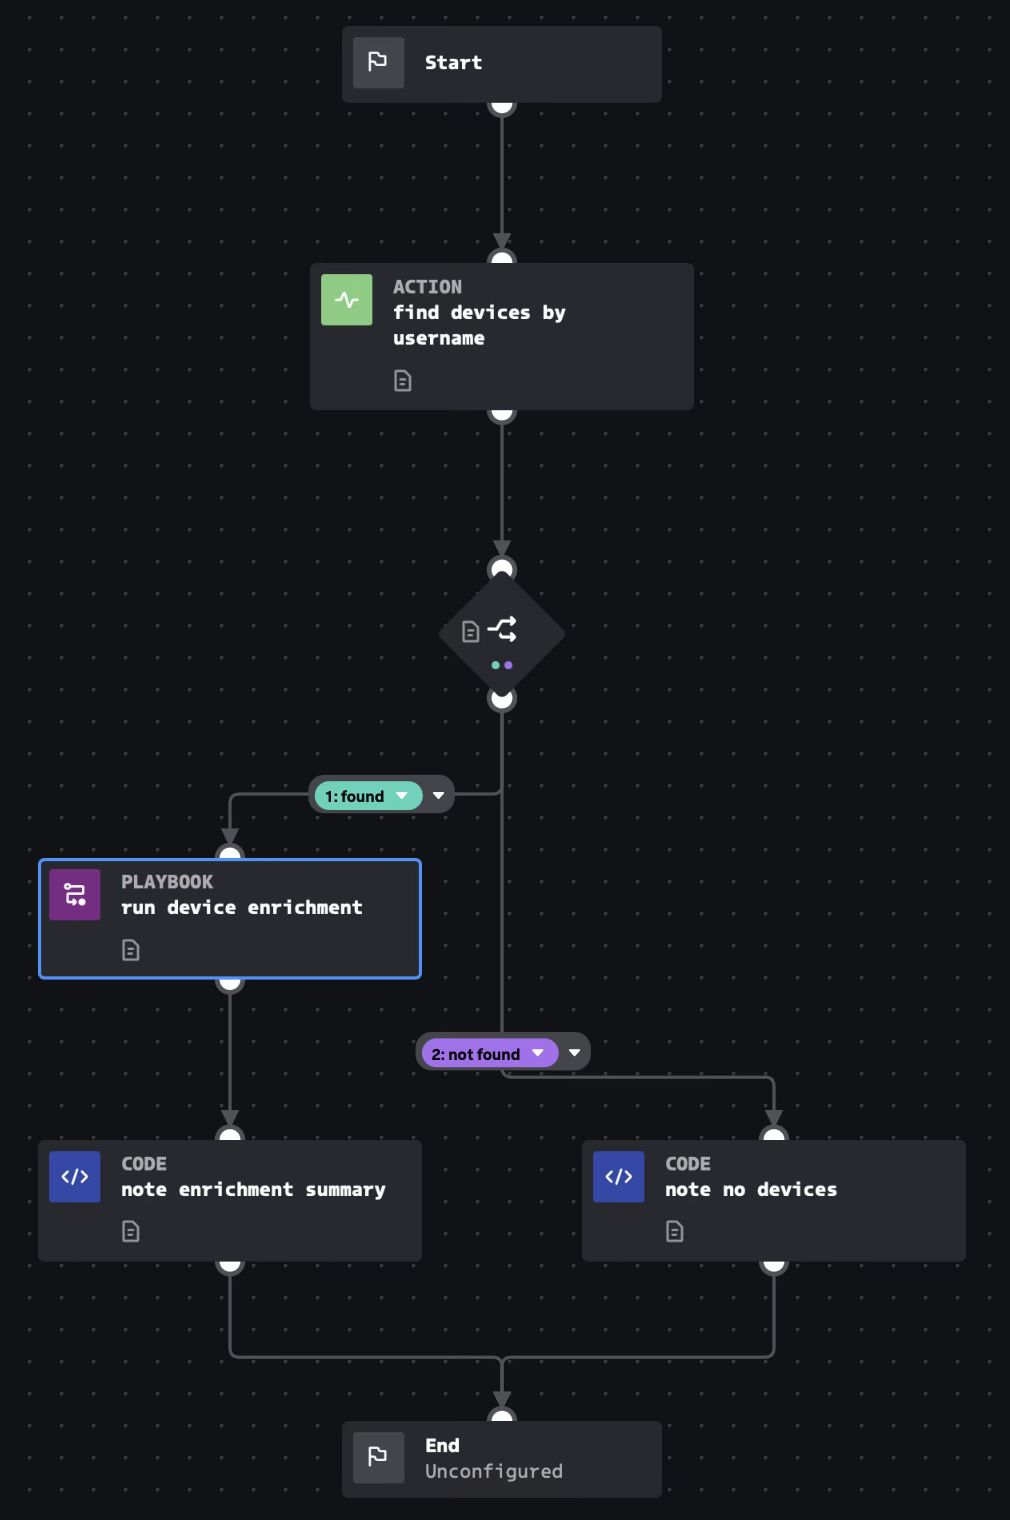 Start
ACTION
find devices by
username
1: found
PLAYBOOK
run device enrichment
2: not found
CODE
note enrichment summary
CODE
note no devices
End
Unconfigured